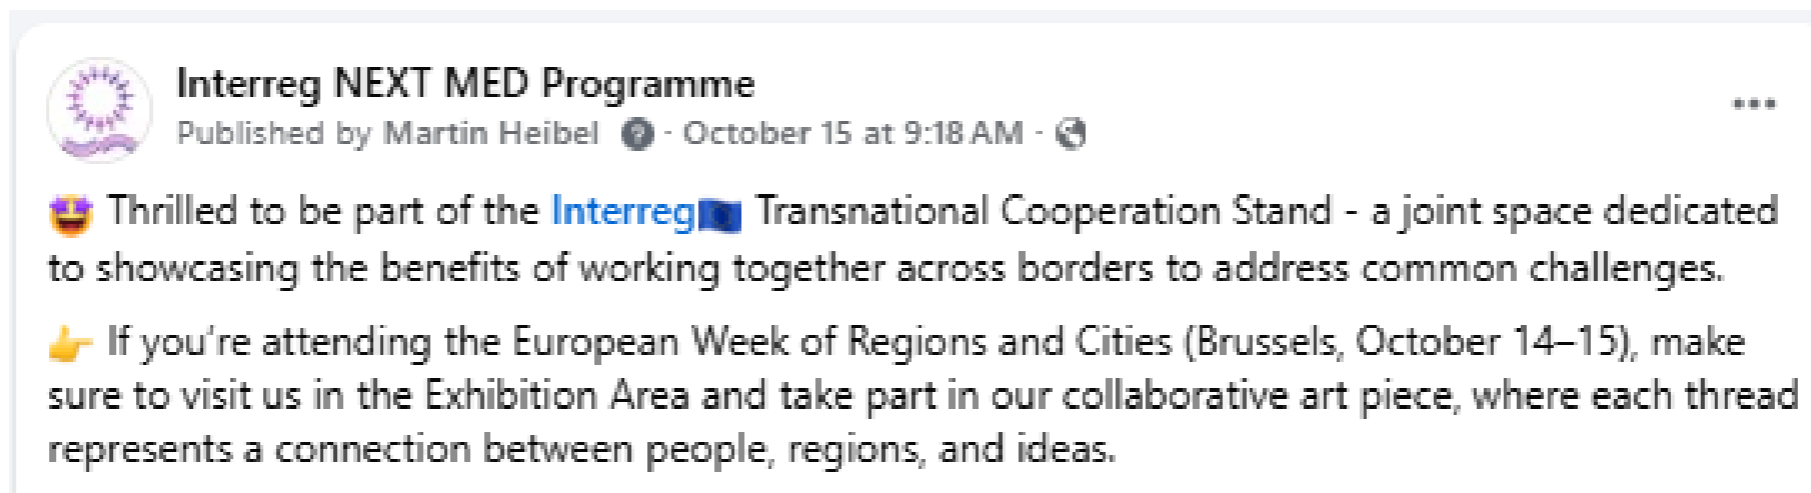 Interreg NEXT MED Programme
Published by Martin Heibel · October 15 at 9:18 AM ·
🤩 Thrilled to be part of the Interreg🇪🇺 Transnational Cooperation Stand - a joint space dedicated
to showcasing the benefits of working together across borders to address common challenges.
👉 If you're attending the European Week of Regions and Cities (Brussels, October 14–15), make
sure to visit us in the Exhibition Area and take part in our collaborative art piece, where each thread
represents a connection between people, regions, and ideas.